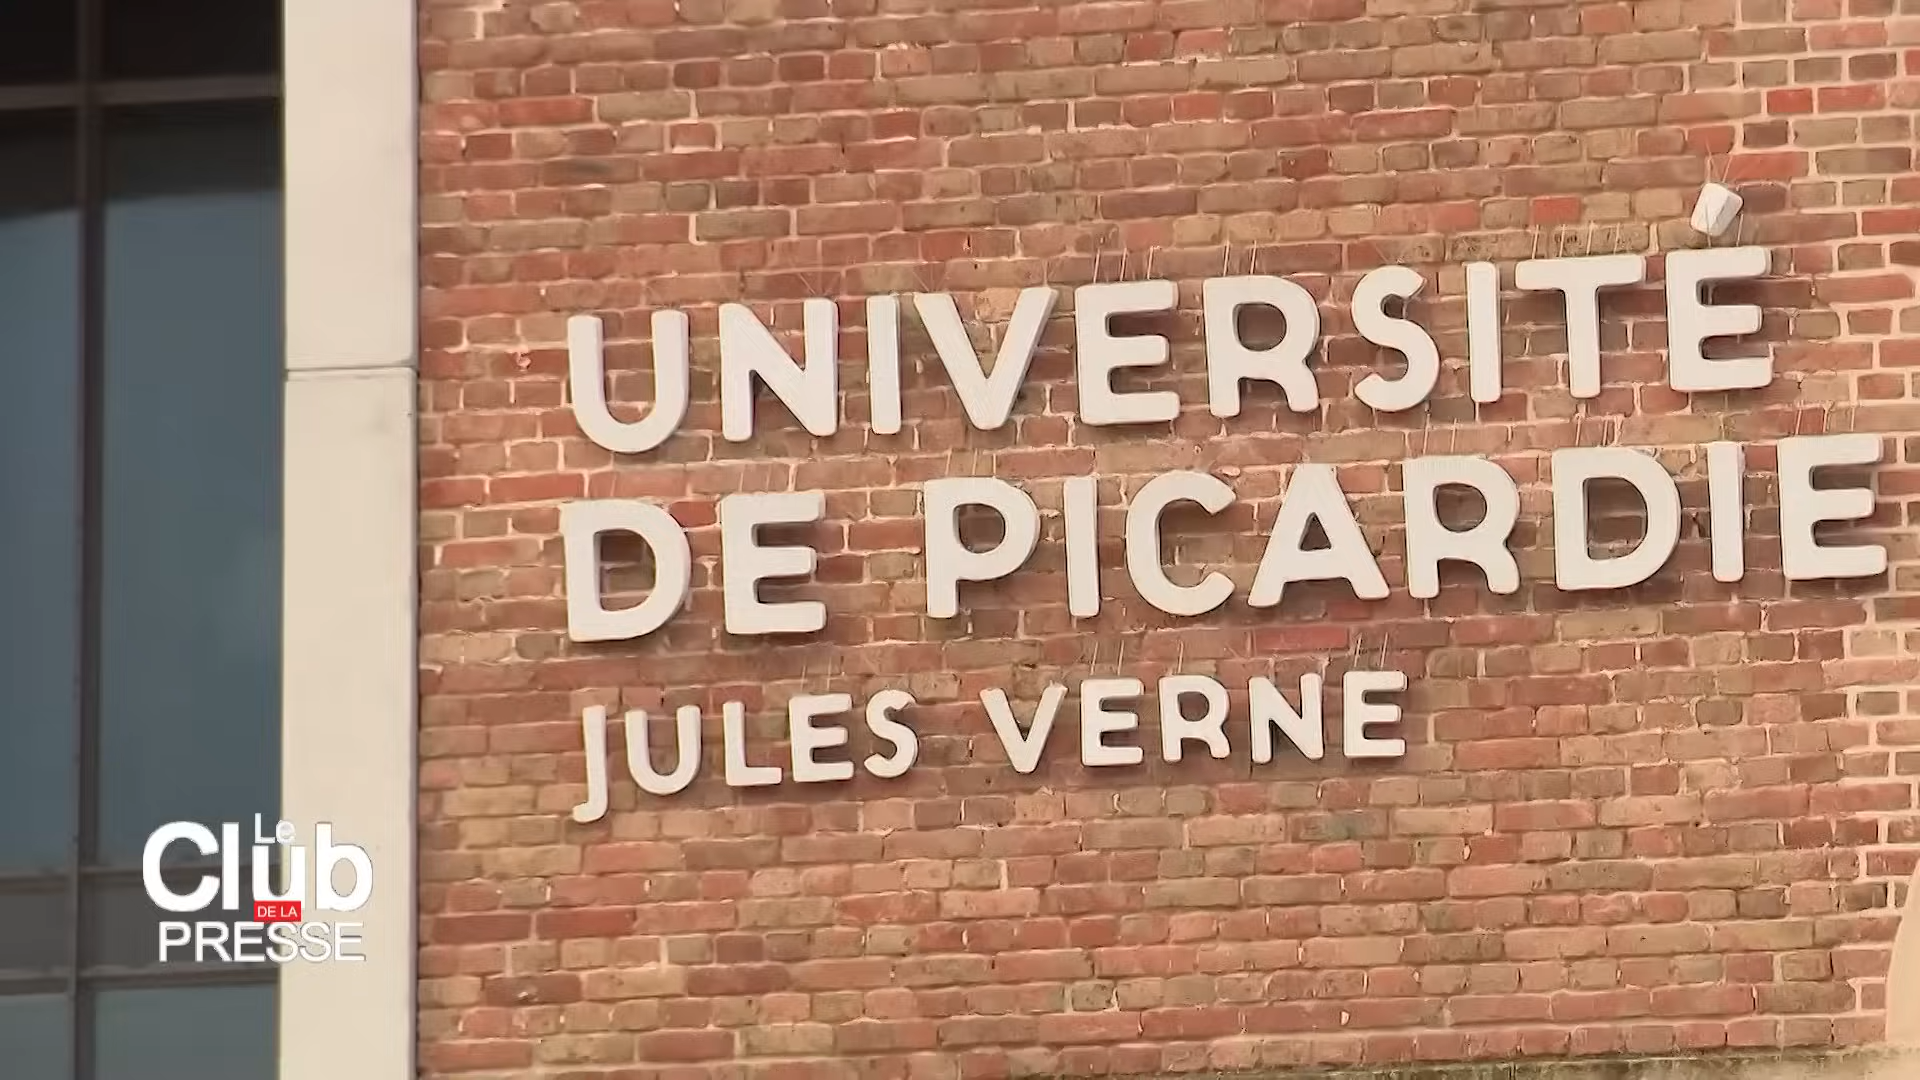 UNIVERSITÉ
DE PICARDIE
JULES VERNE
Le
Club
DE LA
PRESSE